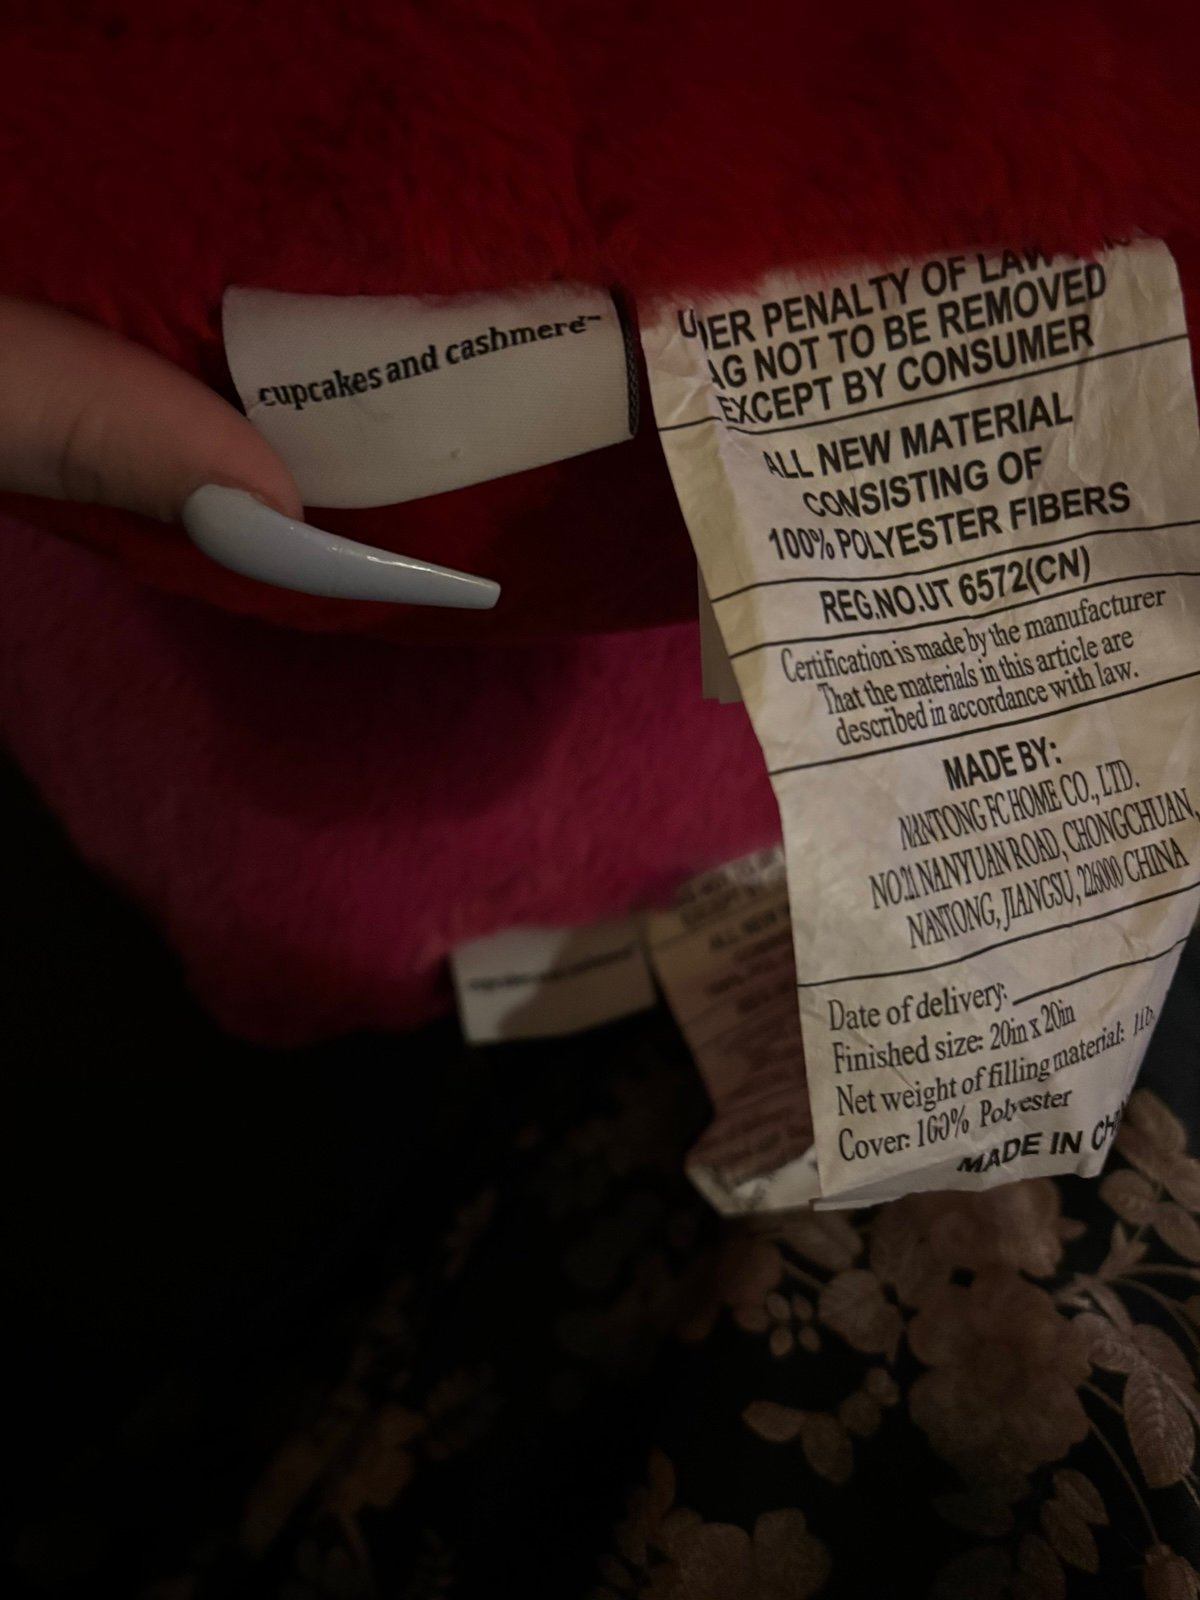 cupcakes and cashmere™
PENALTY OF LAW
NOT TO BE REMOVED
EXCEPT BY CONSUMER
ALL NEW MATERIAL
CONSISTING OF
100% POLYESTER FIBERS
REG.NO.UT 6572(CN)
Certification is made by the manufacturer
That the materials in this article are
described in accordance with law.
MADE BY:
NANTONG FC HOME CO., LTD.
NO.21 NANYUAN ROAD, CHONGCHUAN,
NANTONG, JIANGSU, 226000 CHINA
Date of delivery:
Finished size: 20in x 20in
Net weight of filling material: 1lb.
Cover: 100% Polyester
MADE IN
cupcakes and cashmere